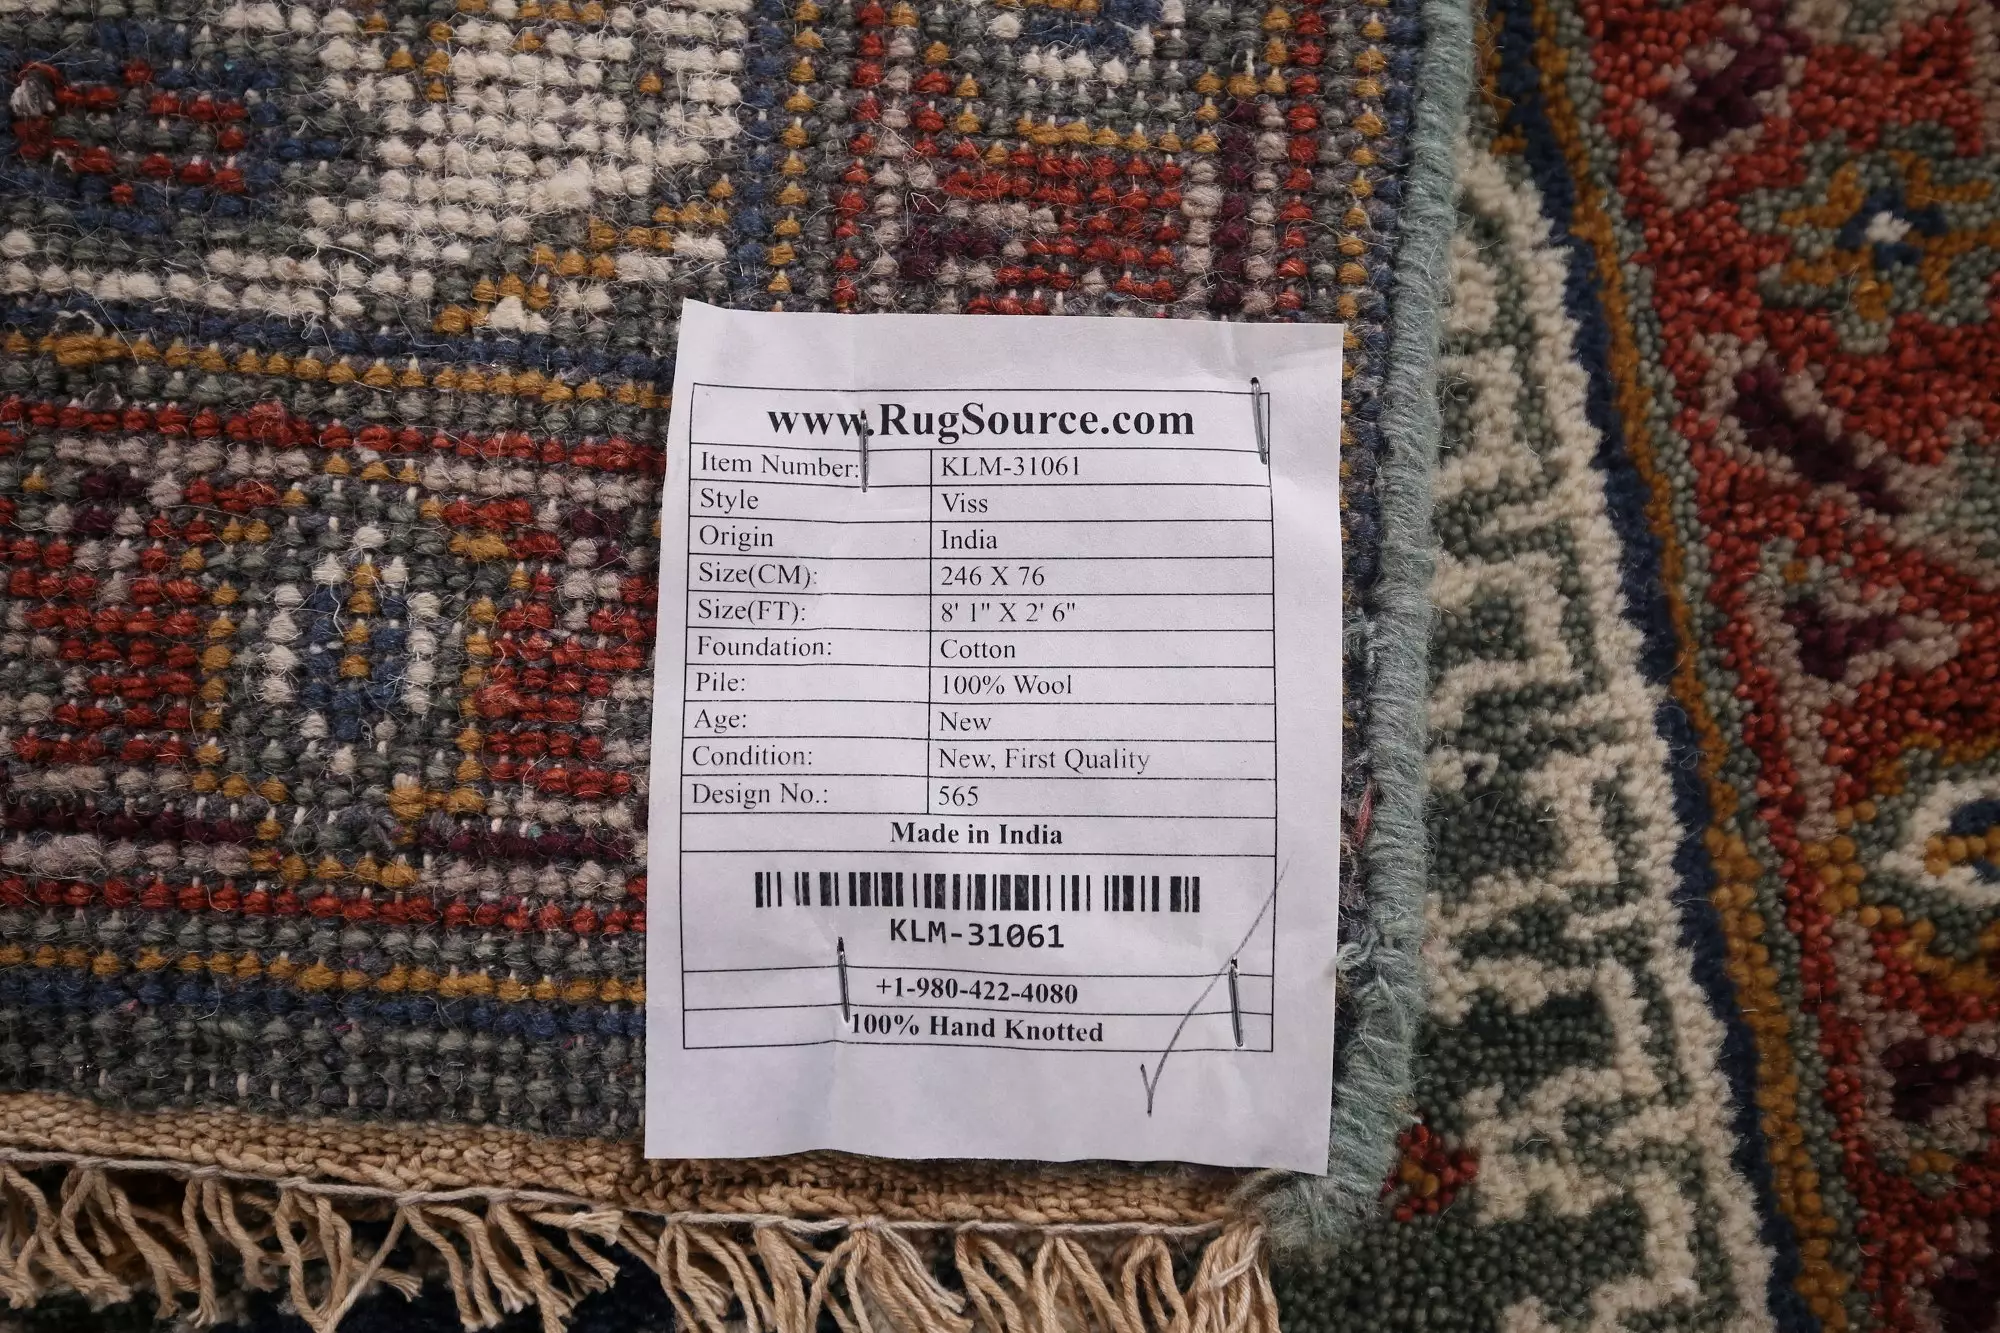 www.RugSource.com
Item Number: KLM-31061
Style Viss
Origin India
Size(CM): 246 X 76
Size(FT): 8' 1" X 2' 6"
Foundation: Cotton
Pile: 100% Wool
Age: New
Condition: New, First Quality
Design No.: 565
Made in India
KLM-31061
+1-980-422-4080
100% Hand Knotted